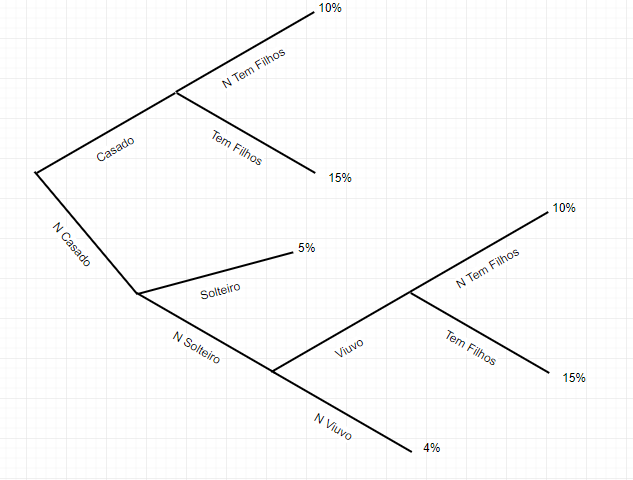 10%
N Tem Filhos
Casado
Tem Filhos
15%
N Casado
5%
Solteiro
10%
N Tem Filhos
N Solteiro
Viuvo
Tem Filhos
15%
N Viuvo
4%